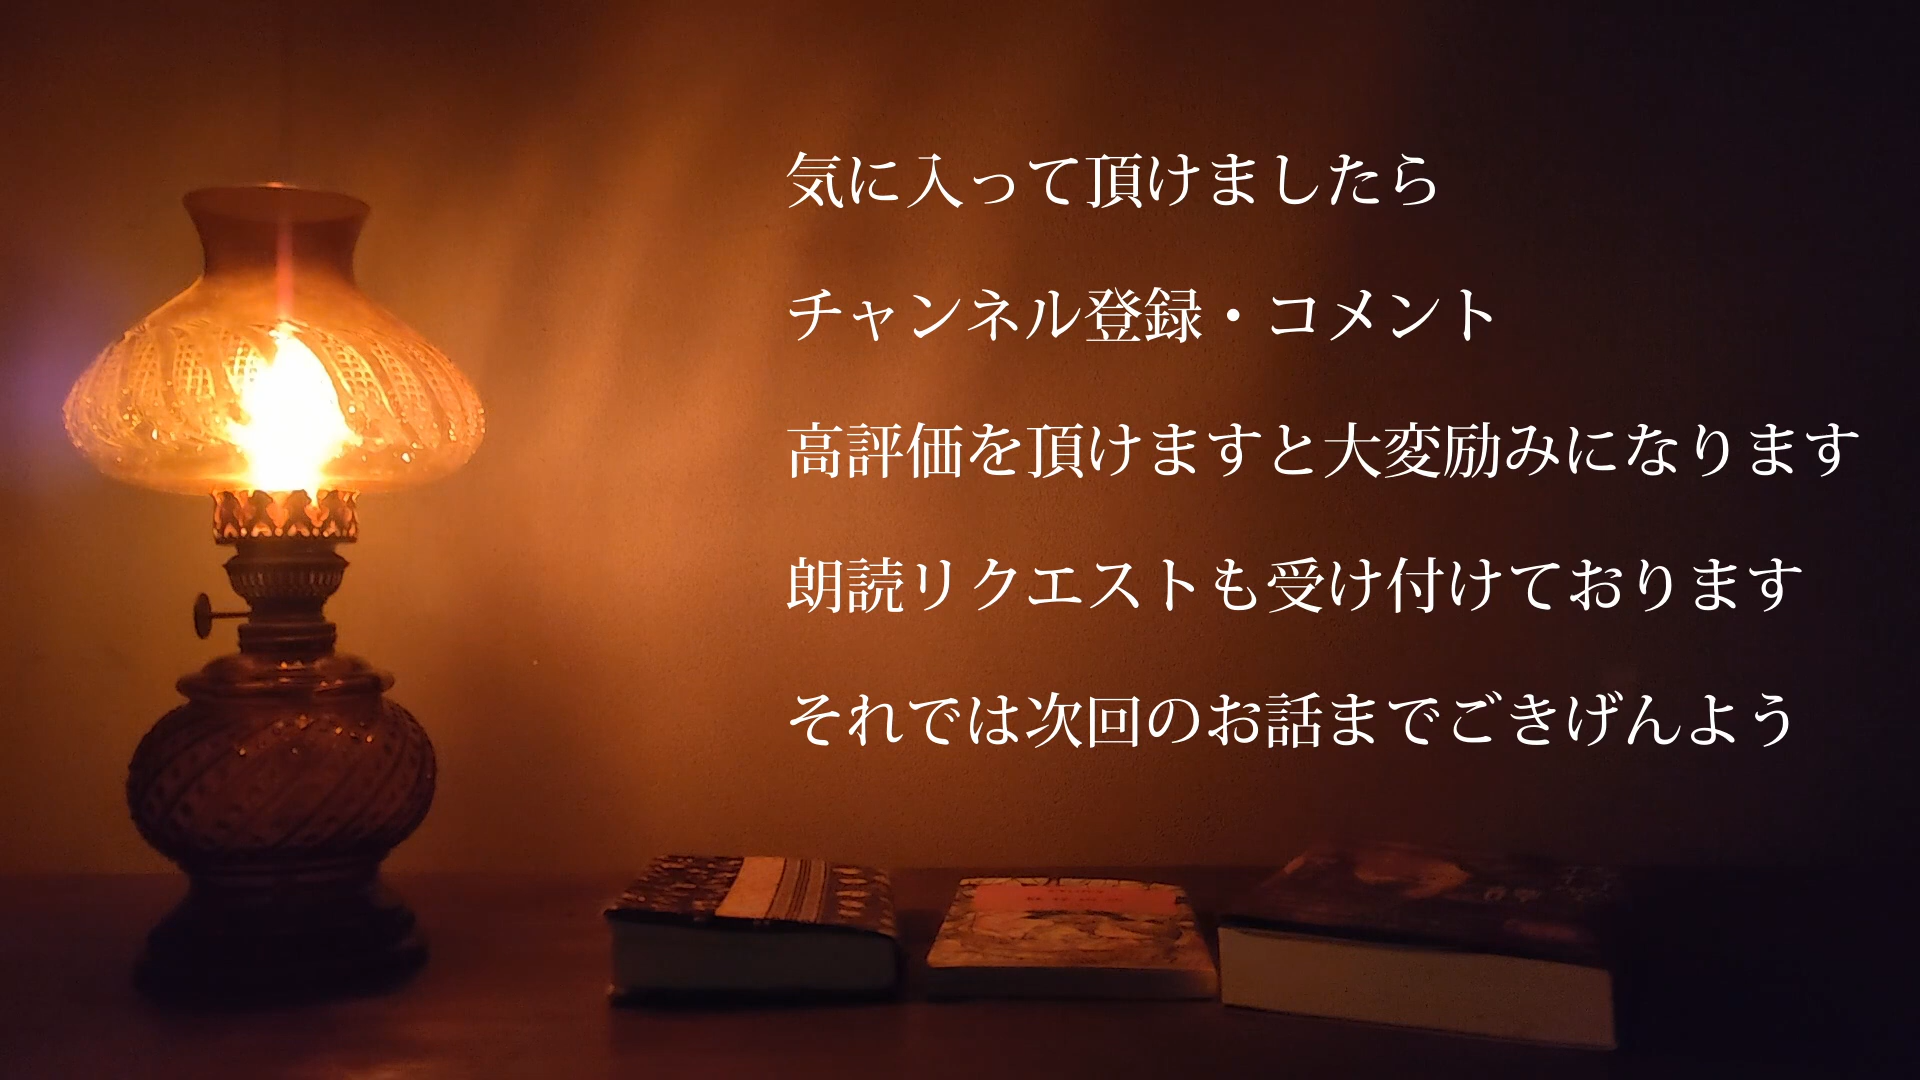 気に入って頂けましたら
チャンネル登録・コメント
高評価を頂けますと大変励みになります
朗読リクエストも受け付けております
それでは次回のお話までごきげんよう